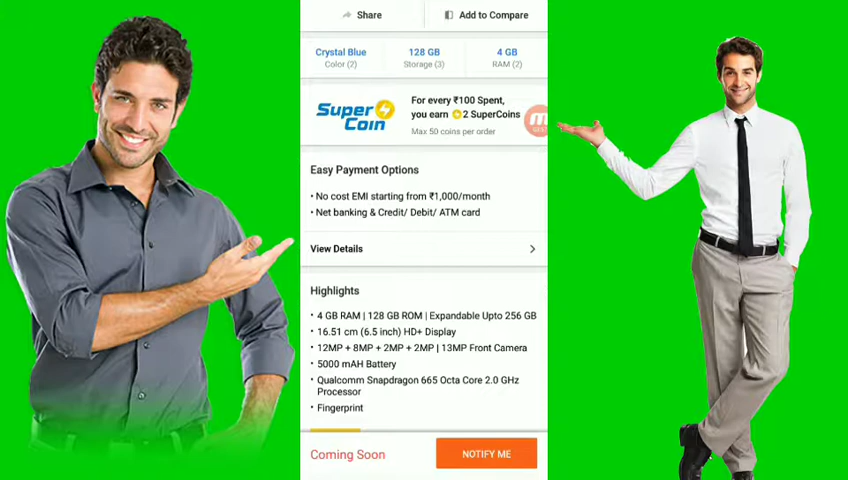 Share
Add to Compare
Crystal Blue
Color (2)
128 GB
Storage (3)
4 GB
RAM (2)
Super Coin
For every ₹100 Spent,
you earn 2 SuperCoins
Max 50 coins per order
Easy Payment Options
• No cost EMI starting from ₹1,000/month
• Net banking & Credit/ Debit/ ATM card
View Details
Highlights
• 4 GB RAM | 128 GB ROM | Expandable Upto 256 GB
• 16.51 cm (6.5 inch) HD+ Display
• 12MP + 8MP + 2MP + 2MP | 13MP Front Camera
• 5000 mAH Battery
• Qualcomm Snapdragon 665 Octa Core 2.0 GHz
Processor
• Fingerprint
Coming Soon
NOTIFY ME